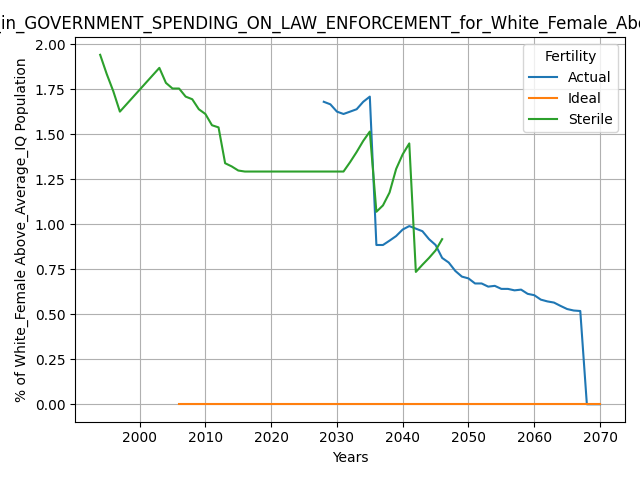 _in_GOVERNMENT_SPENDING_ON_LAW_ENFORCEMENT_for_White_Female_Abo
% of White_Female Above_Average_IQ Population
2.00
1.75
1.50
1.25
1.00
0.75
0.50
0.25
0.00
Fertility
Actual
Ideal
Sterile
2000 2010 2020 2030 2040 2050 2060 2070
Years